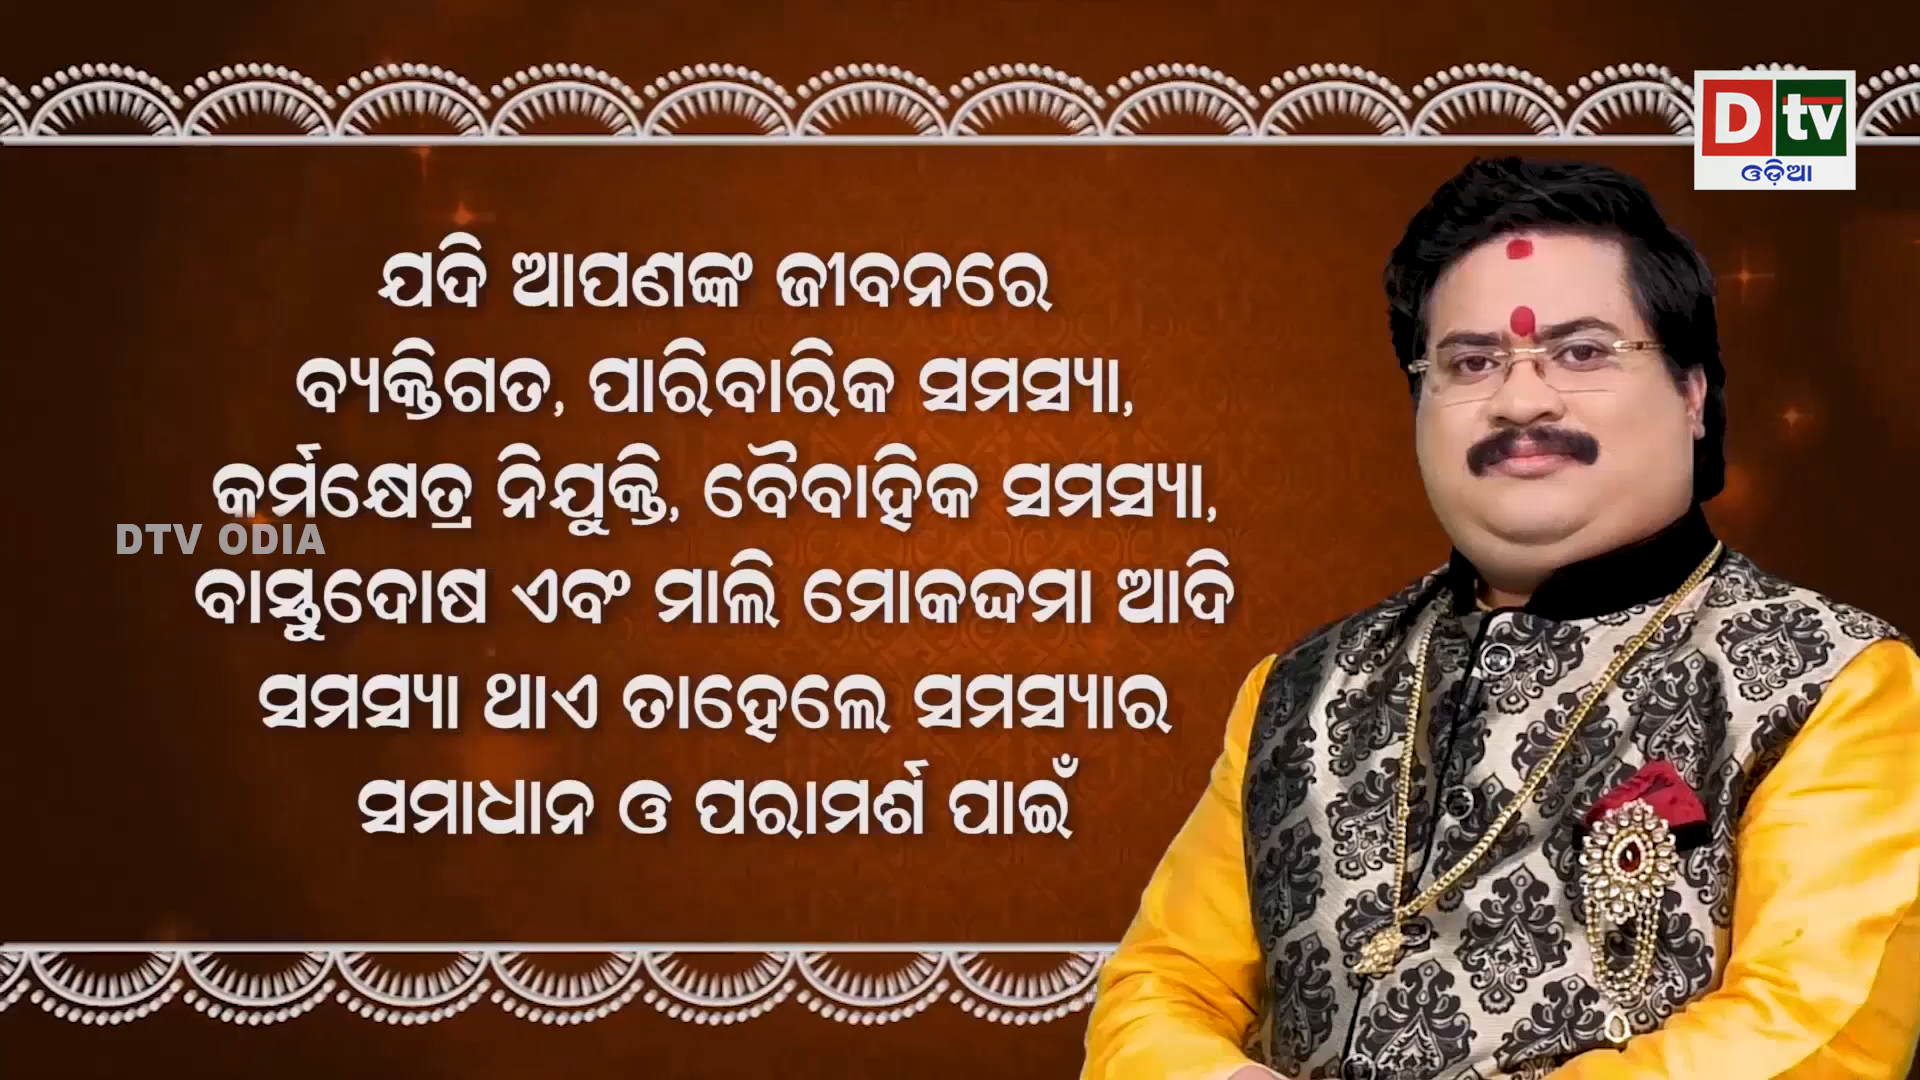 D tv
ଓଡ଼ିଆ
ଯଦି ଆପଣଙ୍କ ଜୀବନରେ
ବ୍ୟକ୍ତିଗତ, ପାରିବାରିକ ସମସ୍ୟା,
କର୍ମକ୍ଷେତ୍ର ନିଯୁକ୍ତି, ବୈବାହିକ ସମସ୍ୟା,
DTV ODIA
ବାସ୍ତୁଦୋଷ ଏବଂ ମାଲି ମୋକଦ୍ଦମା ଆଦି
ସମସ୍ୟା ଥାଏ ତାହେଲେ ସମସ୍ୟାର
ସମାଧାନ ଓ ପରାମର୍ଶ ପାଇଁ